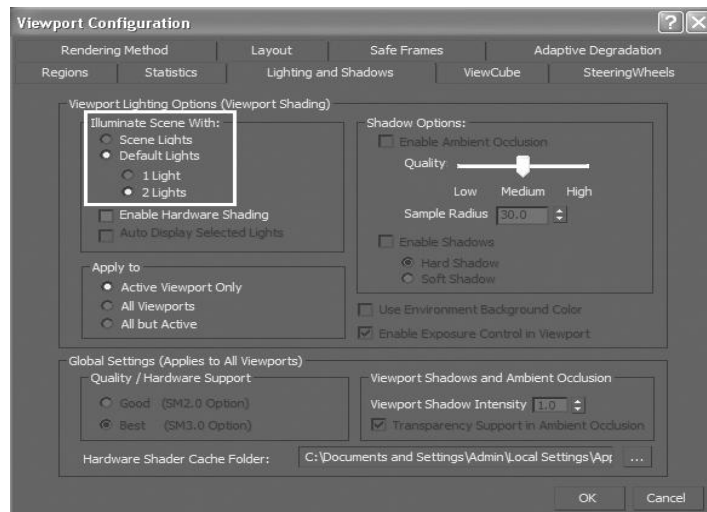 Viewport Configuration
Rendering Method Layout Safe Frames Adaptive Degradation
Regions Statistics Lighting and Shadows ViewCube SteeringWheels
Viewport Lighting Options (Viewport Shading)
Illuminate Scene With:
Scene Lights
Default Lights
1 Light
2 Lights
Enable Hardware Shading
Auto Display Selected Lights
Apply to
Active Viewport Only
All Viewports
All but Active
Shadow Options:
Enable Ambient Occlusion
Quality
Low Medium High
Sample Radius 30.0
Enable Shadows
Hard Shadow
Soft Shadow
Use Environment Background Color
Enable Exposure Control in Viewport
Global Settings (Applies to All Viewports)
Quality / Hardware Support
Good (SM2.0 Option)
Best (SM3.0 Option)
Viewport Shadows and Ambient Occlusion
Viewport Shadow Intensity 1.0
Transparency Support in Ambient Occlusion
Hardware Shader Cache Folder: C:\Documents and Settings\Admin\Local Settings\App ...
OK Cancel